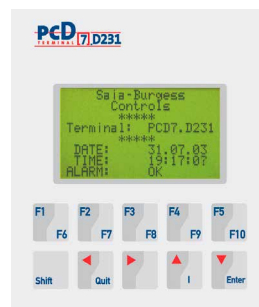 PCD [7].D231
TERMINAL
Saia-Burgess
Controls
*****
Terminal: PCD7.D231
*****
DATE: 31.07.03
TIME: 19:17:07
ALARM: OK
F1 F2 F3 F4 F5
F6 F7 F8 F9 F10
Shift Quit I Enter